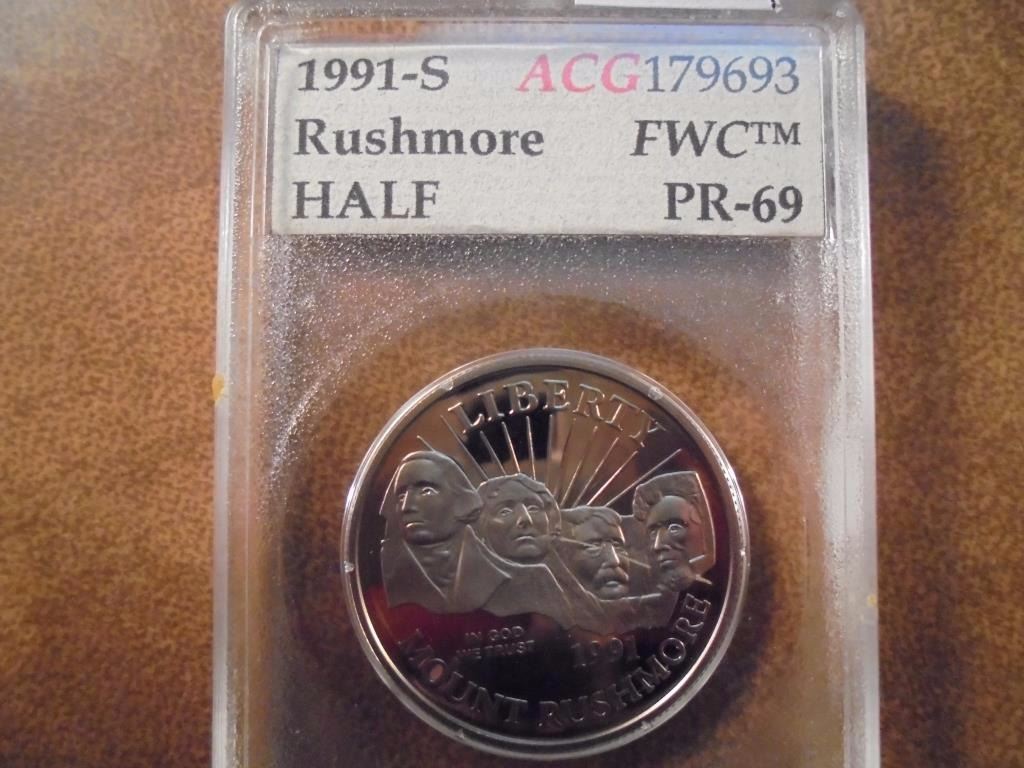 1991-S ACG179693
Rushmore FWC™
HALF PR-69
LIBERTY
IN GOD
WE TRUST
1991
MOUNT RUSHMORE